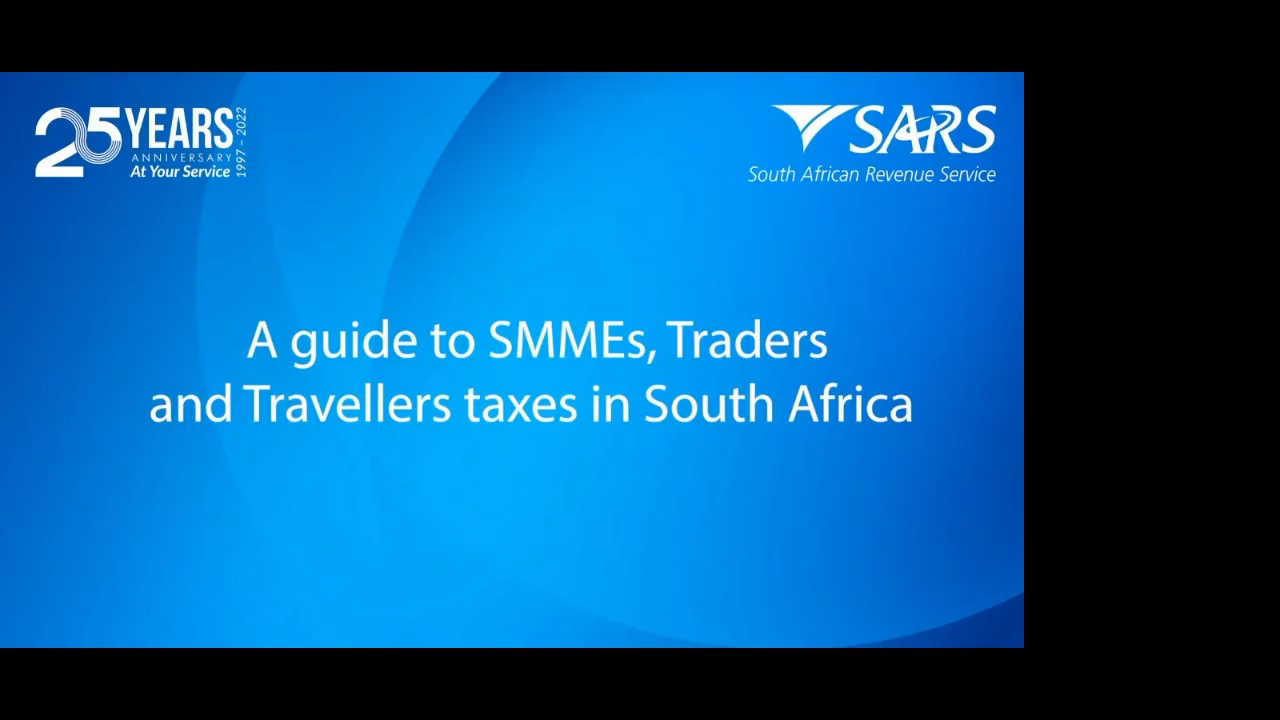 25 YEARS
ANNIVERSARY
At Your Service
1997 - 2022
SARS
South African Revenue Service
A guide to SMMEs, Traders
and Travellers taxes in South Africa